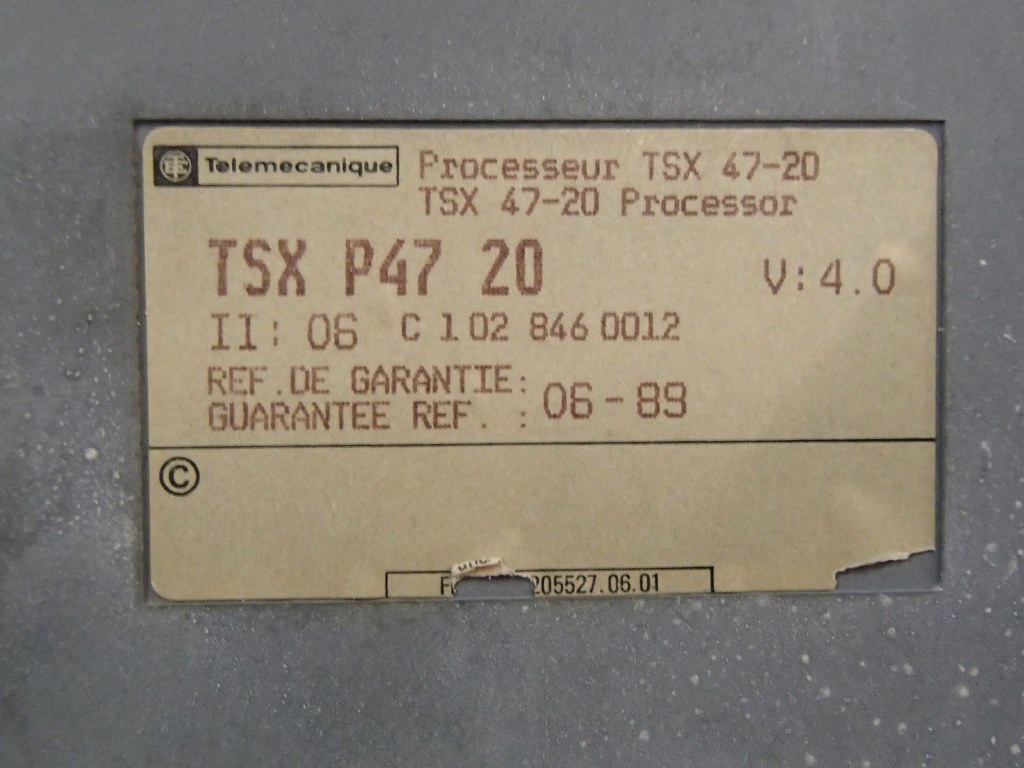 Telemecanique
Processeur TSX 47-20
TSX 47-20 Processor
TSX P47 20
V: 4.0
II: 06 C 1 02 846 0012
REF. DE GARANTIE:
GUARANTEE REF. : 06-89
©
205527.06.01